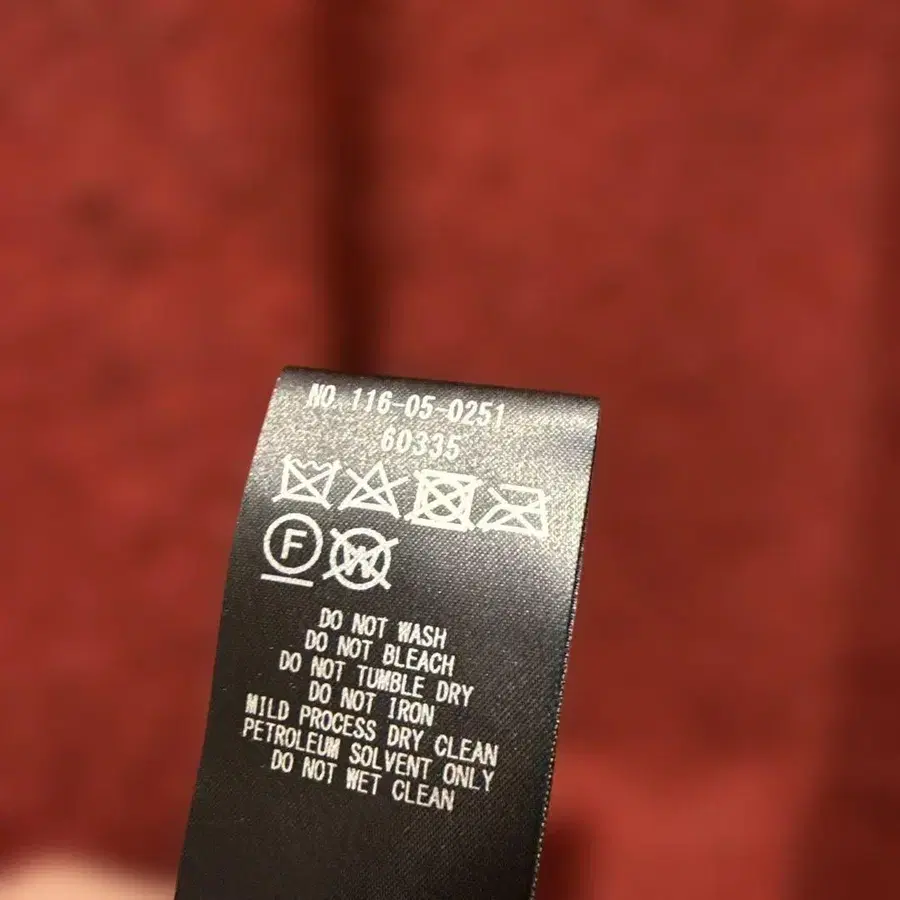 NO. 116-05-0251
60335
F W
DO NOT WASH
DO NOT BLEACH
DO NOT TUMBLE DRY
DO NOT IRON
MILD PROCESS DRY CLEAN
PETROLEUM SOLVENT ONLY
DO NOT WET CLEAN